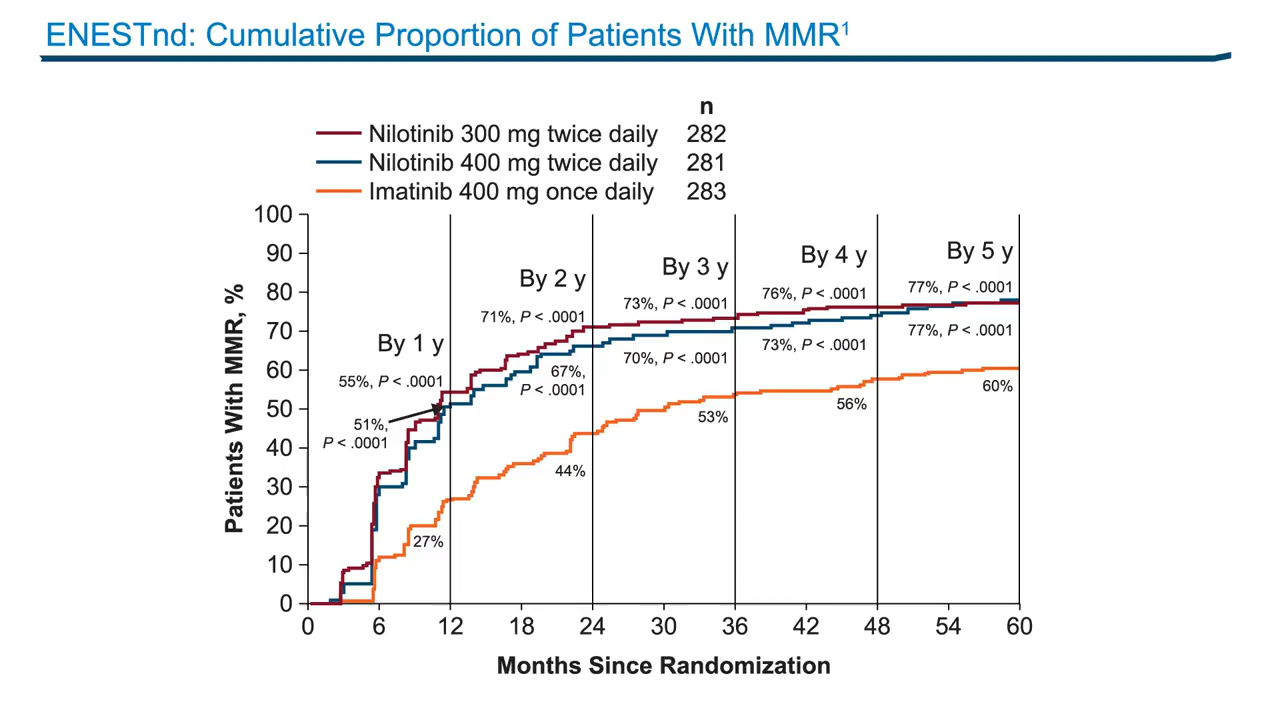 ENESTnd: Cumulative Proportion of Patients With MMR¹
n
Nilotinib 300 mg twice daily 282
Nilotinib 400 mg twice daily 281
Imatinib 400 mg once daily 283
Patients With MMR, %
100
90
80
70
60
50
40
30
20
10
0
By 1 y
55%, P < .0001
51%,
P < .0001
27%
By 2 y
71%, P < .0001
67%,
P < .0001
44%
By 3 y
73%, P < .0001
70%, P < .0001
53%
By 4 y
76%, P < .0001
73%, P < .0001
56%
By 5 y
77%, P < .0001
77%, P < .0001
60%
0 6 12 18 24 30 36 42 48 54 60
Months Since Randomization